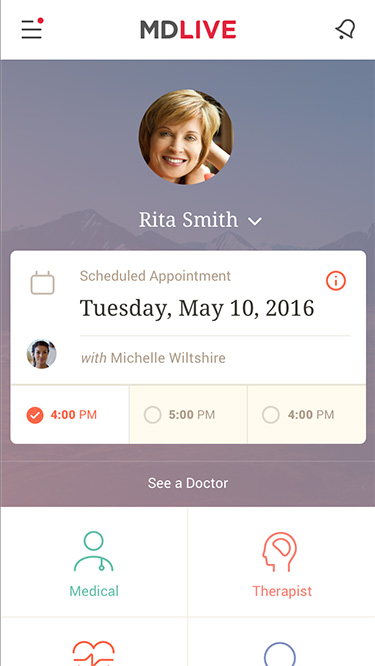 MDLIVE
Rita Smith
Scheduled Appointment
Tuesday, May 10, 2016
with Michelle Wiltshire
4:00 PM 5:00 PM 4:00 PM
See a Doctor
Medical Therapist